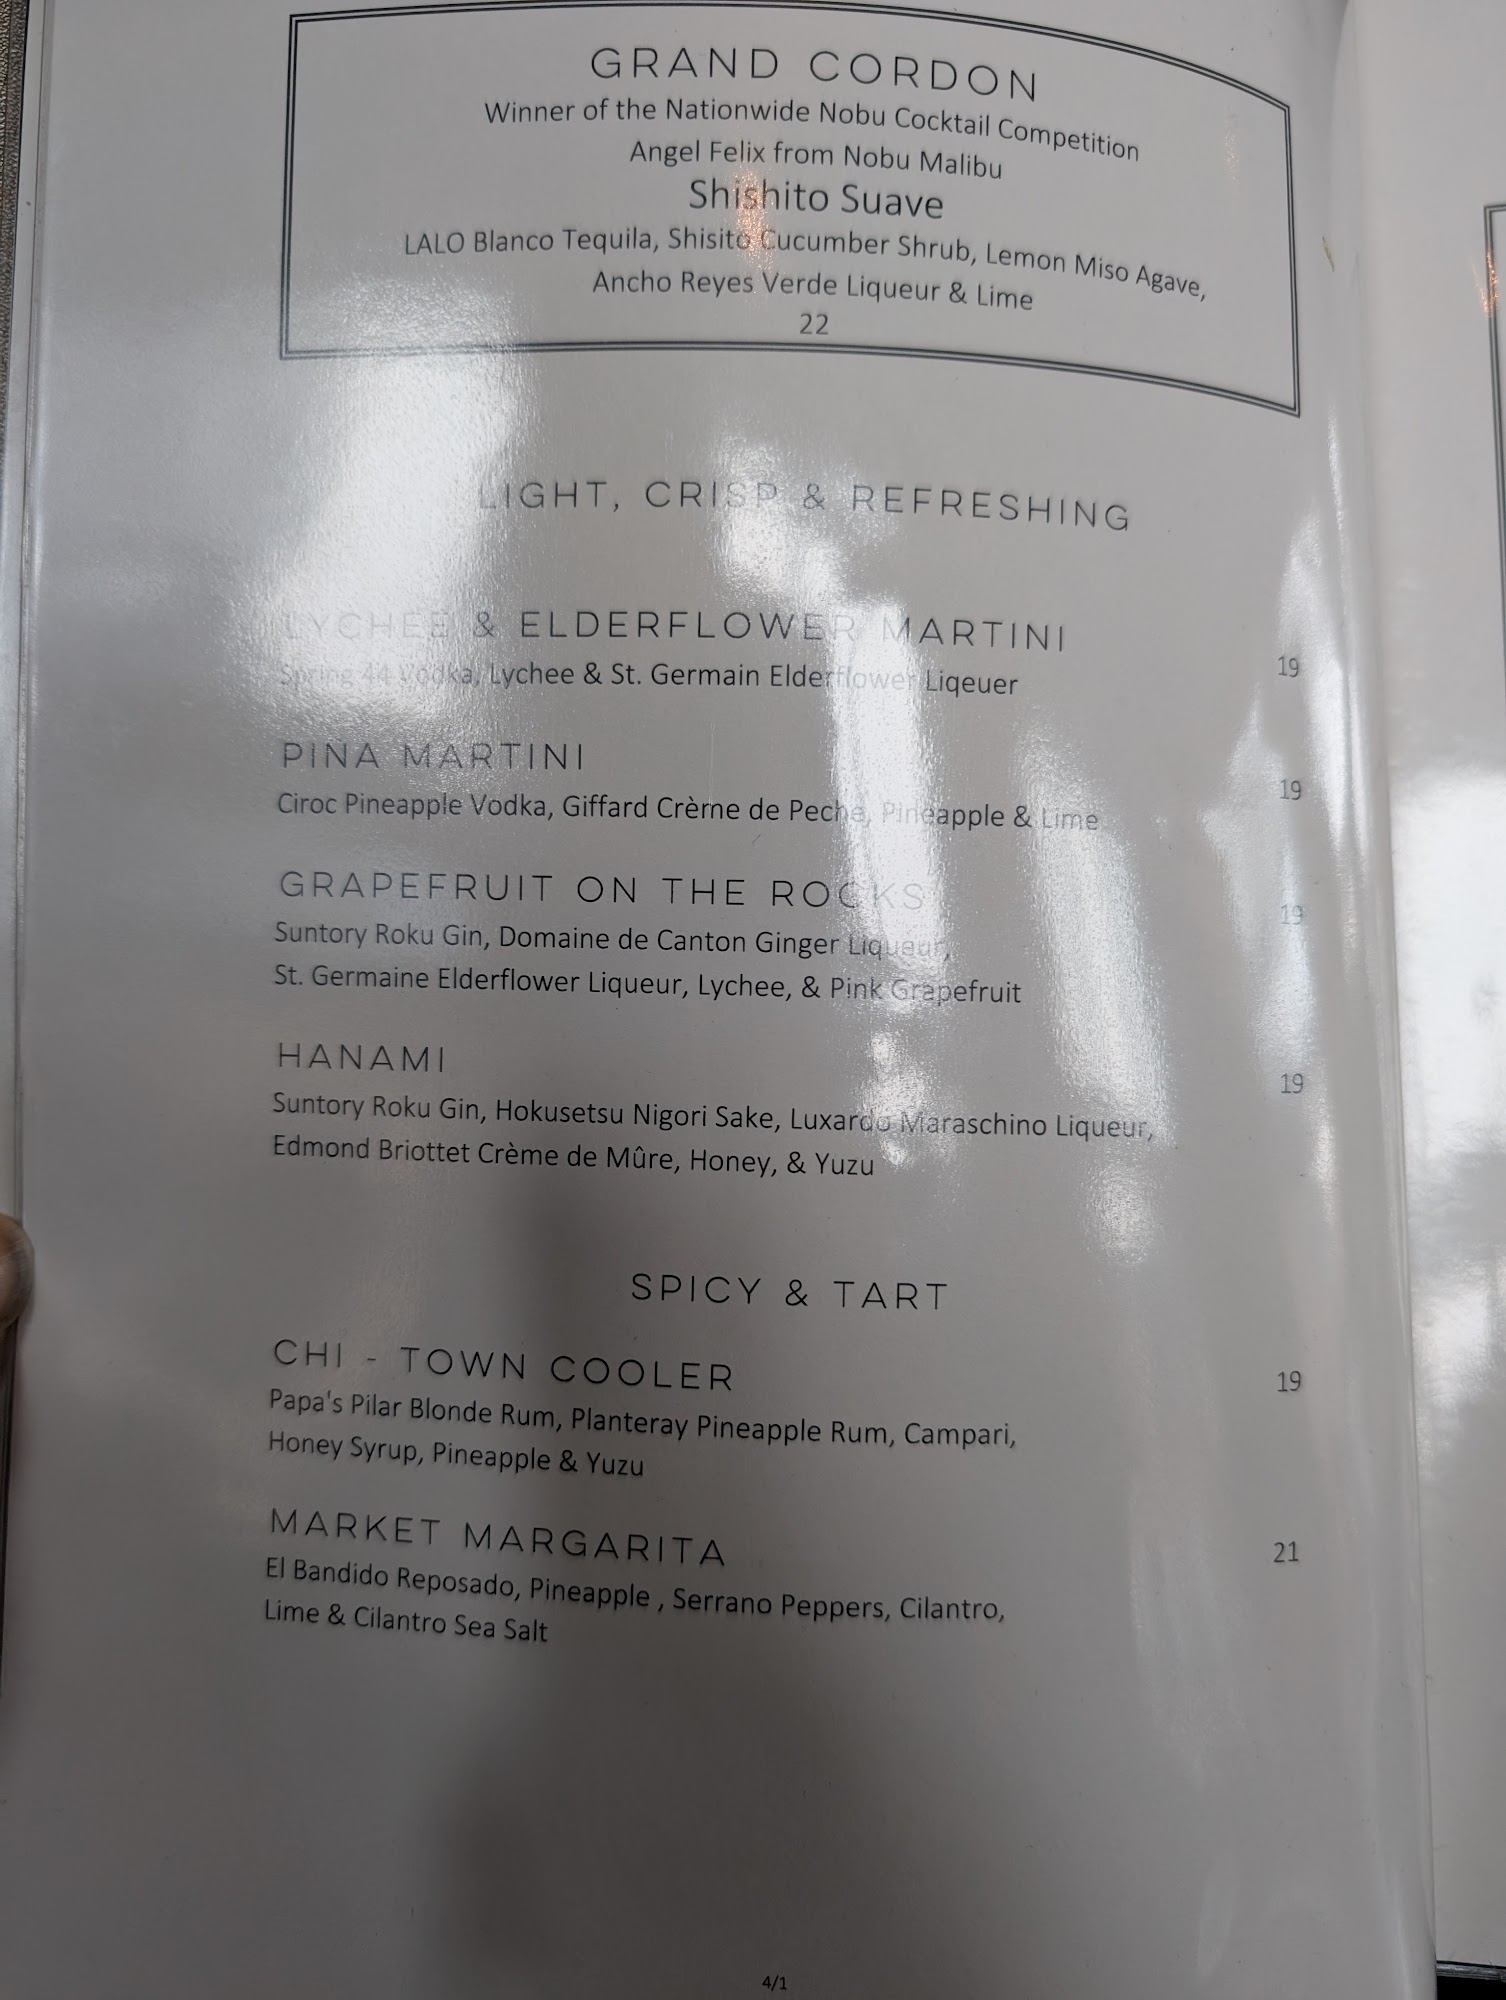 GRAND CORDON
Winner of the Nationwide Nobu Cocktail Competition
Angel Felix from Nobu Malibu
Shishito Suave
LALO Blanco Tequila, Shisito Cucumber Shrub, Lemon Miso Agave,
Ancho Reyes Verde Liqueur & Lime
22
LIGHT, CRISP & REFRESHING
LYCHEE & ELDERFLOWER MARTINI
19
Spring 44 Vodka, Lychee & St. Germain Elderflower Liqeuer
PINA MARTINI
19
Ciroc Pineapple Vodka, Giffard Crème de Peche, Pineapple & Lime
GRAPEFRUIT ON THE ROCKS
19
Suntory Roku Gin, Domaine de Canton Ginger Liqueur,
St. Germaine Elderflower Liqueur, Lychee, & Pink Grapefruit
HANAMI
19
Suntory Roku Gin, Hokusetsu Nigori Sake, Luxardo Maraschino Liqueur,
Edmond Briottet Crème de Mûre, Honey, & Yuzu
SPICY & TART
CHI - TOWN COOLER
19
Papa's Pilar Blonde Rum, Planteray Pineapple Rum, Campari,
Honey Syrup, Pineapple & Yuzu
MARKET MARGARITA
21
El Bandido Reposado, Pineapple , Serrano Peppers, Cilantro,
Lime & Cilantro Sea Salt
4/1